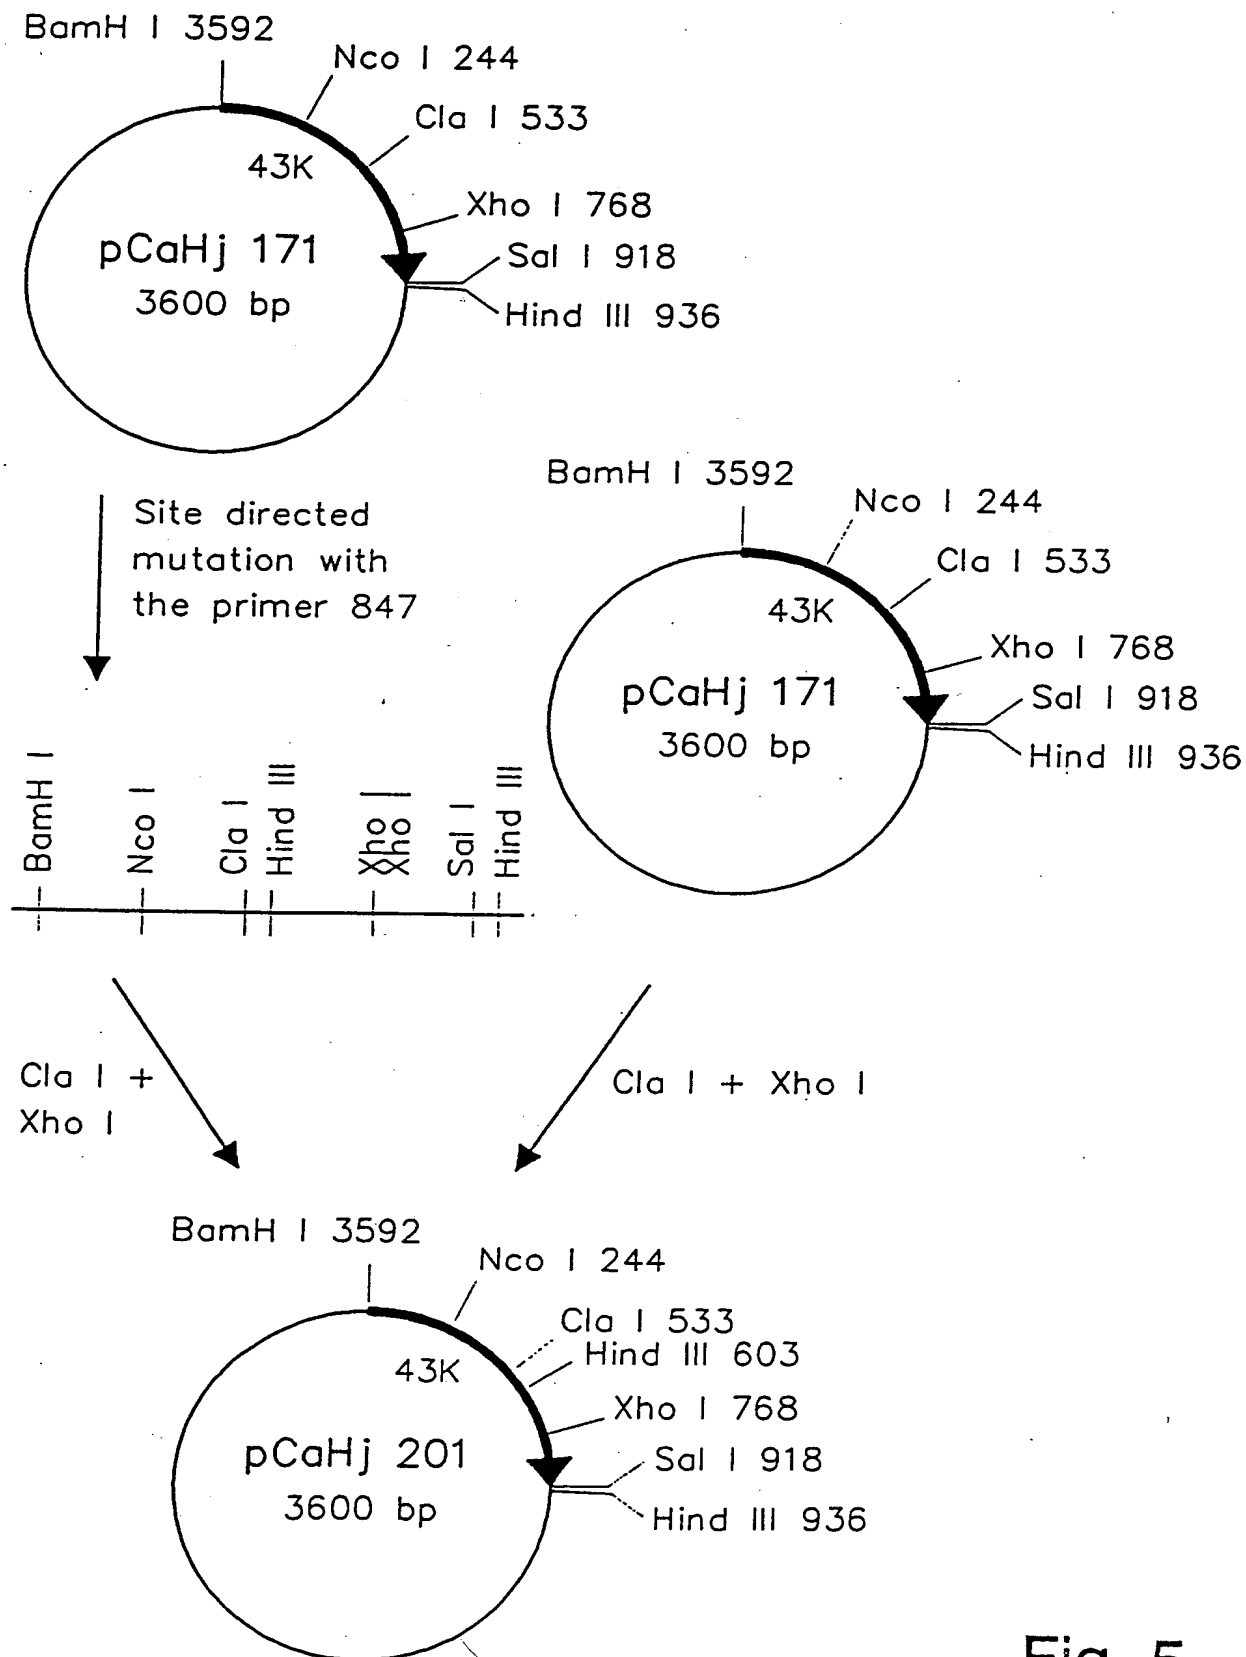 BamH I 3592
Nco I 244
Cla I 533
43K
Xho I 768
pCaHj 171
Sal I 918
3600 bp
Hind III 936
Site directed
mutation with
the primer 847
BamH I 3592
Nco I 244
Cla I 533
43K
Xho I 768
pCaHj 171
Sal I 918
3600 bp
Hind III 936
BamH I
Nco I
Cla I
Hind III
Xho I
Xho I
Sal I
Hind III
Cla I +
Xho I
Cla I + Xho I
BamH I 3592
Nco I 244
Cla I 533
Hind III 603
43K
Xho I 768
pCaHj 201
Sal I 918
3600 bp
Hind III 936
Fig. 5